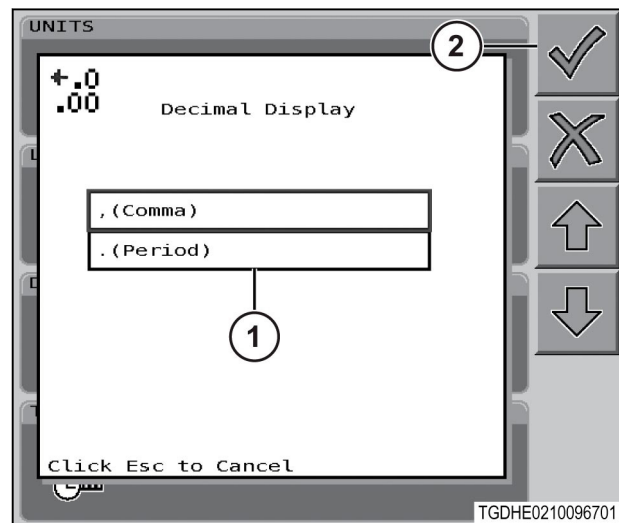 UNITS
2
←.0
.00
Decimal Display
,(Comma)
.(Period)
1
Click Esc to Cancel
TGDHE0210096701